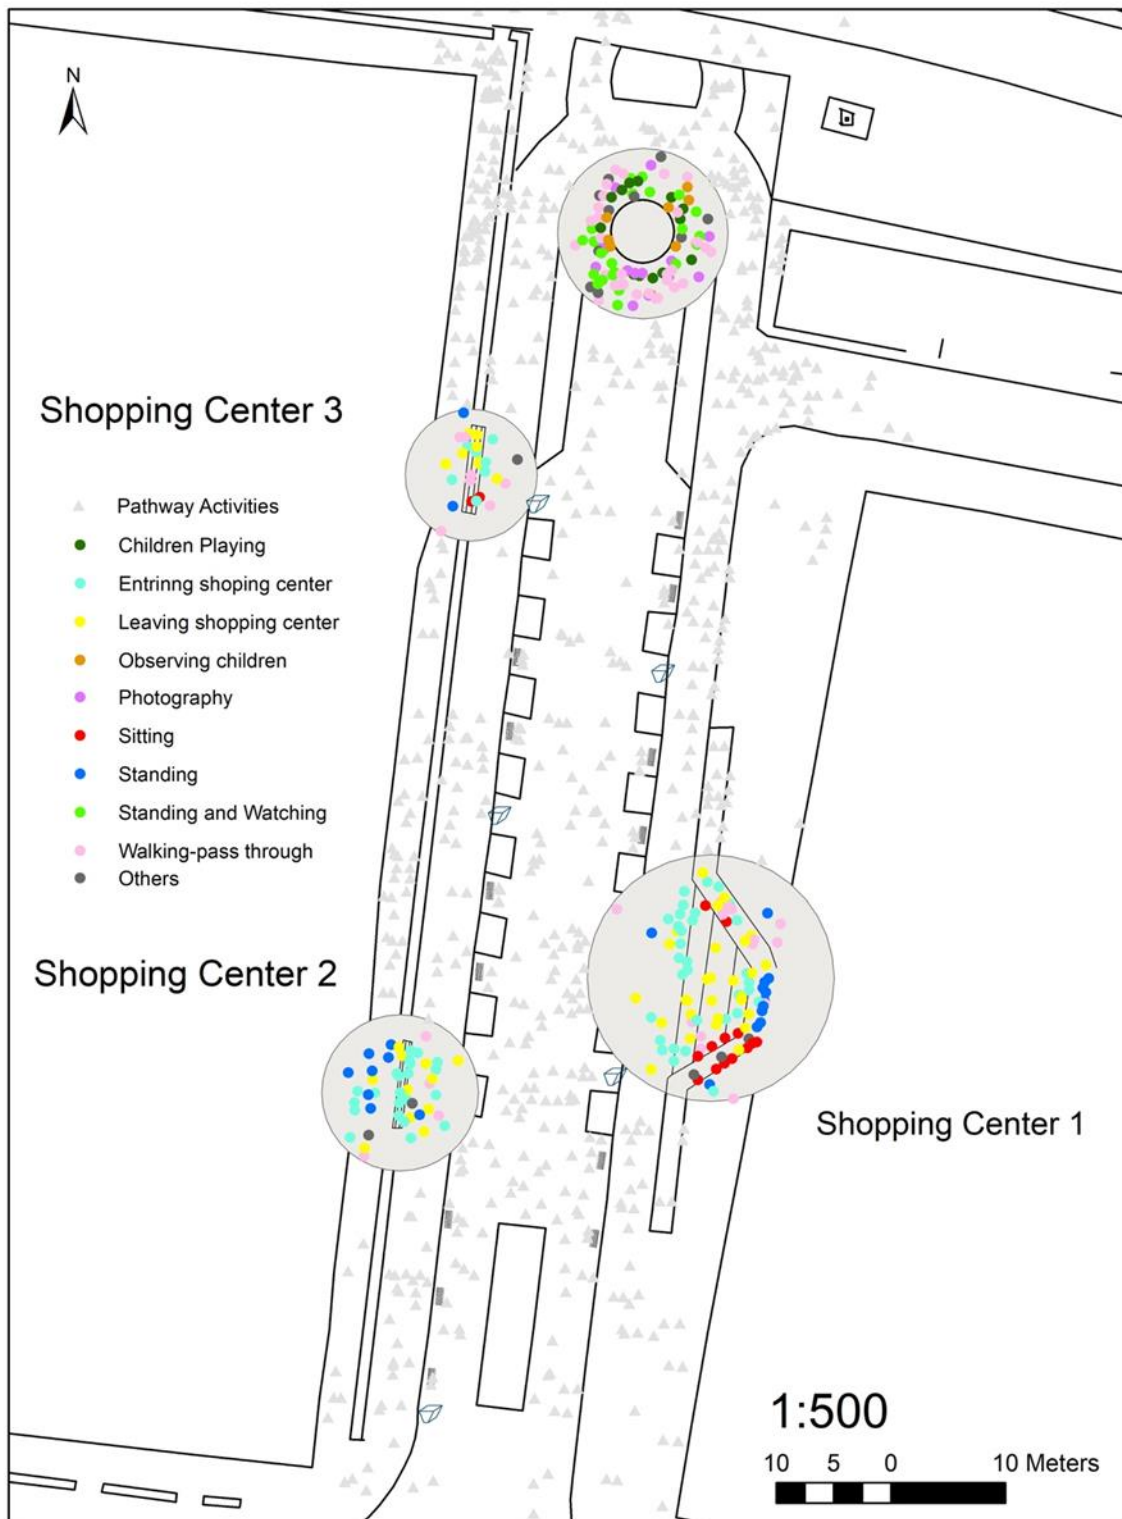 N
Shopping Center 3
Pathway Activities
Children Playing
Entrinng shoping center
Leaving shopping center
Observing children
Photography
Sitting
Standing
Standing and Watching
Walking-pass through
Others
Shopping Center 2
Shopping Center 1
1:500
10 5 0 10 Meters